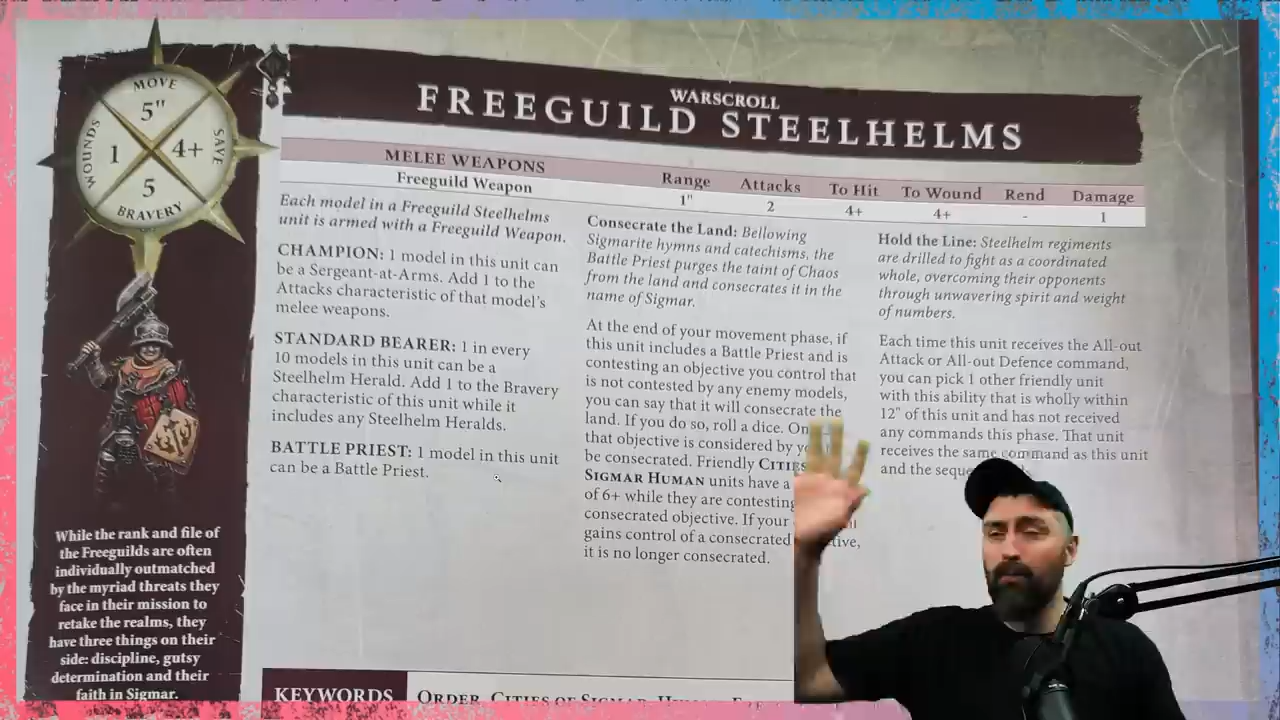 WARSCROLL
FREEGUILD STEELHELMS
MOVE
5"
WOUNDS
1
4+
SAVE
5
BRAVERY
MELEE WEAPONS Range Attacks To Hit To Wound Rend Damage
Freeguild Weapon 1" 2 4+ 4+ - 1
Each model in a Freeguild Steelhelms
unit is armed with a Freeguild Weapon.
CHAMPION: 1 model in this unit can
be a Sergeant-at-Arms. Add 1 to the
Attacks characteristic of that model's
melee weapons.
STANDARD BEARER: 1 in every
10 models in this unit can be a
Steelhelm Herald. Add 1 to the Bravery
characteristic of this unit while it
includes any Steelhelm Heralds.
BATTLE PRIEST: 1 model in this unit
can be a Battle Priest.
Consecrate the Land: Bellowing
Sigmarite hymns and catechisms, the
Battle Priest purges the taint of Chaos
from the land and consecrates it in the
name of Sigmar.
At the end of your movement phase, if
this unit includes a Battle Priest and is
contesting an objective you control that
is not contested by any enemy models,
you can say that it will consecrate the
land. If you do so, roll a dice. On
that objective is considered by
be consecrated. Friendly CITIES
SIGMAR HUMAN units have a
of 6+ while they are contesting
consecrated objective. If your
gains control of a consecrated
it is no longer consecrated.
Hold the Line: Steelhelm regiments
are drilled to fight as a coordinated
whole, overcoming their opponents
through unwavering spirit and weight
of numbers.
Each time this unit receives the All-out
Attack or All-out Defence command,
you can pick 1 other friendly unit
with this ability that is wholly within
12" of this unit and has not received
any commands this phase. That unit
receives the same command as this unit
and the
While the rank and file of
the Freeguilds are often
individually outmatched
by the myriad threats they
face in their mission to
retake the realms, they
have three things on their
side: discipline, gutsy
determination and their
faith in Sigmar.
KEYWORDS ORDER, CITIES OF SIGMAR,